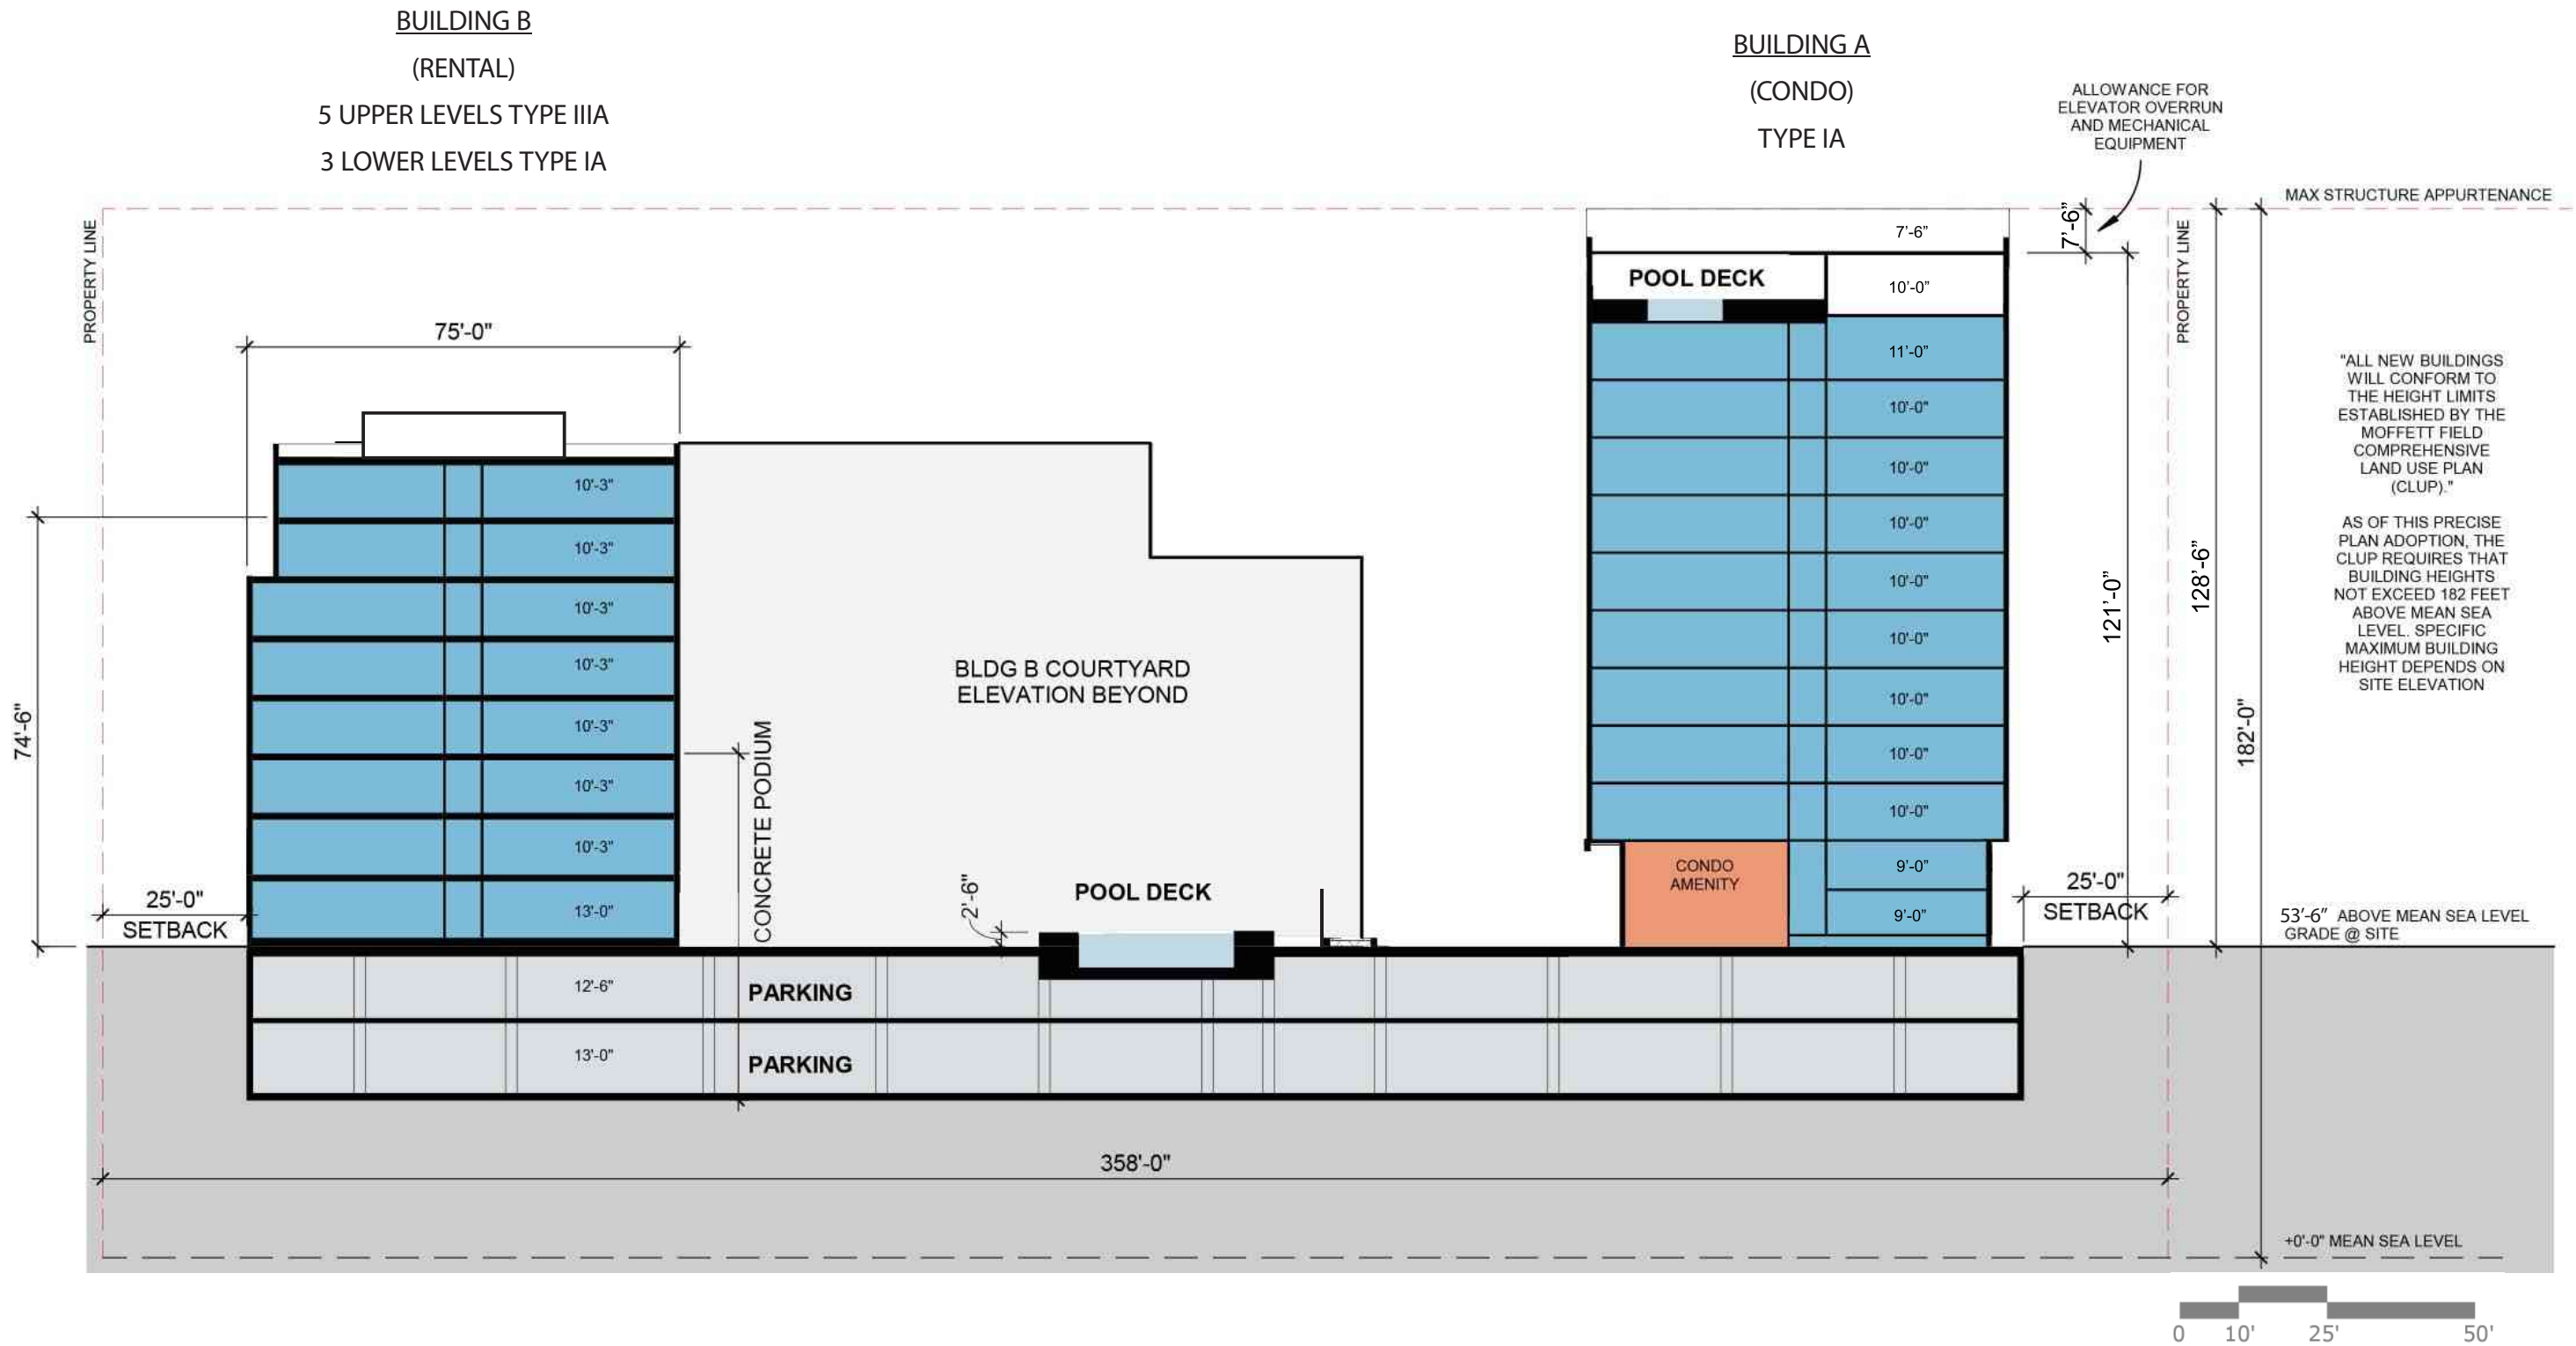 BUILDING B
(RENTAL)
5 UPPER LEVELS TYPE IIIA
3 LOWER LEVELS TYPE IA
BUILDING A
(CONDO)
TYPE IA
ALLOWANCE FOR
ELEVATOR OVERRUN
AND MECHANICAL
EQUIPMENT
MAX STRUCTURE APPURTENANCE
PROPERTY LINE
75'-0"
10'-3"
10'-3"
10'-3"
10'-3"
10'-3"
10'-3"
10'-3"
13'-0"
74'-6"
25'-0"
SETBACK
CONCRETE PODIUM
BLDG B COURTYARD
ELEVATION BEYOND
2'-6"
POOL DECK
7'-6"
POOL DECK
10'-0"
11'-0"
10'-0"
10'-0"
10'-0"
10'-0"
10'-0"
10'-0"
10'-0"
10'-0"
CONDO
AMENITY
9'-0"
9'-0"
7'-6"
PROPERTY LINE
121'-0"
128'-6"
182'-0"
25'-0"
SETBACK
"ALL NEW BUILDINGS
WILL CONFORM TO
THE HEIGHT LIMITS
ESTABLISHED BY THE
MOFFETT FIELD
COMPREHENSIVE
LAND USE PLAN
(CLUP)."
AS OF THIS PRECISE
PLAN ADOPTION, THE
CLUP REQUIRES THAT
BUILDING HEIGHTS
NOT EXCEED 182 FEET
ABOVE MEAN SEA
LEVEL. SPECIFIC
MAXIMUM BUILDING
HEIGHT DEPENDS ON
SITE ELEVATION
53'-6" ABOVE MEAN SEA LEVEL
GRADE @ SITE
12'-6"
PARKING
13'-0"
PARKING
358'-0"
+0'-0" MEAN SEA LEVEL
0 10' 25' 50'